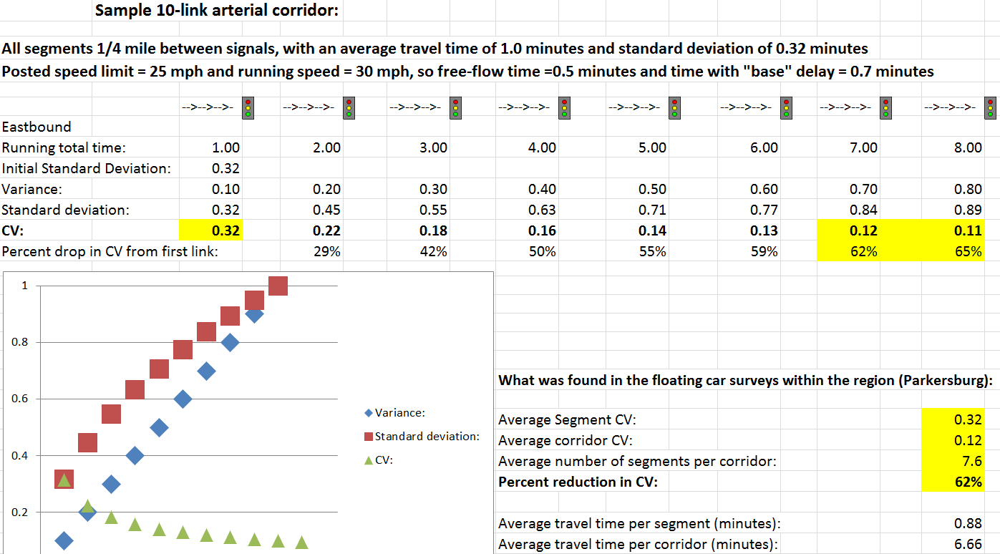 Sample 10-link arterial corridor:
All segments 1/4 mile between signals, with an average travel time of 1.0 minutes and standard deviation of 0.32 minutes
Posted speed limit = 25 mph and running speed = 30 mph, so free-flow time =0.5 minutes and time with "base" delay = 0.7 minutes
-->-->-->- -->-->-->- -->-->-->- -->-->-->- -->-->-->- -->-->-->- -->-->-->- -->-->-->-
Eastbound
Running total time: 1.00 2.00 3.00 4.00 5.00 6.00 7.00 8.00
Initial Standard Deviation: 0.32
Variance: 0.10 0.20 0.30 0.40 0.50 0.60 0.70 0.80
Standard deviation: 0.32 0.45 0.55 0.63 0.71 0.77 0.84 0.89
CV: 0.32 0.22 0.18 0.16 0.14 0.13 0.12 0.11
Percent drop in CV from first link: 29% 42% 50% 55% 59% 62% 65%
1
0.8
0.6
0.4
0.2
Variance:
Standard deviation:
CV:
What was found in the floating car surveys within the region (Parkersburg):
Average Segment CV: 0.32
Average corridor CV: 0.12
Average number of segments per corridor: 7.6
Percent reduction in CV: 62%
Average travel time per segment (minutes): 0.88
Average travel time per corridor (minutes): 6.66